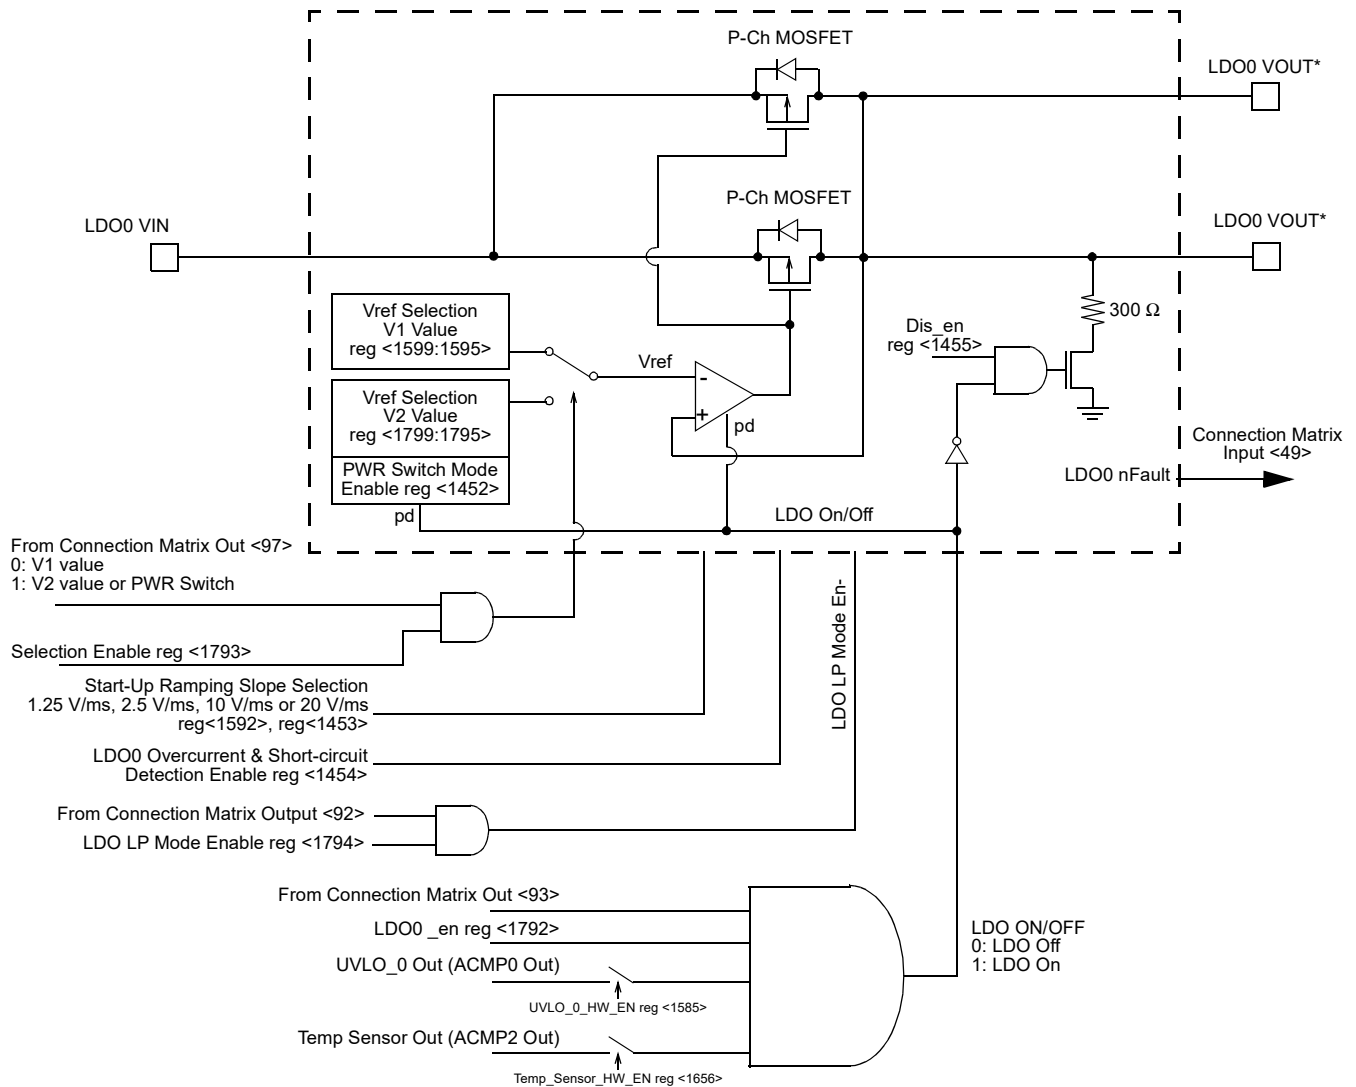 P-Ch MOSFET
LDO0 VOUT*
P-Ch MOSFET
LDO0 VIN
LDO0 VOUT*
Vref Selection
V1 Value
reg <1599:1595>
300 Ω
Dis_en
reg <1455>
Vref
-
+
pd
Vref Selection
V2 Value
reg <1799:1795>
PWR Switch Mode
Enable reg <1452>
pd
Connection Matrix
Input <49>
LDO0 nFault
LDO On/Off
From Connection Matrix Out <97>
0: V1 value
1: V2 value or PWR Switch
Selection Enable reg <1793>
LDO LP Mode En-
Start-Up Ramping Slope Selection
1.25 V/ms, 2.5 V/ms, 10 V/ms or 20 V/ms
reg<1592>, reg<1453>
LDO0 Overcurrent & Short-circuit
Detection Enable reg <1454>
From Connection Matrix Output <92>
LDO LP Mode Enable reg <1794>
From Connection Matrix Out <93>
LDO0 _en reg <1792>
UVLO_0 Out (ACMP0 Out)
UVLO_0_HW_EN reg <1585>
Temp Sensor Out (ACMP2 Out)
Temp_Sensor_HW_EN reg <1656>
LDO ON/OFF
0: LDO Off
1: LDO On